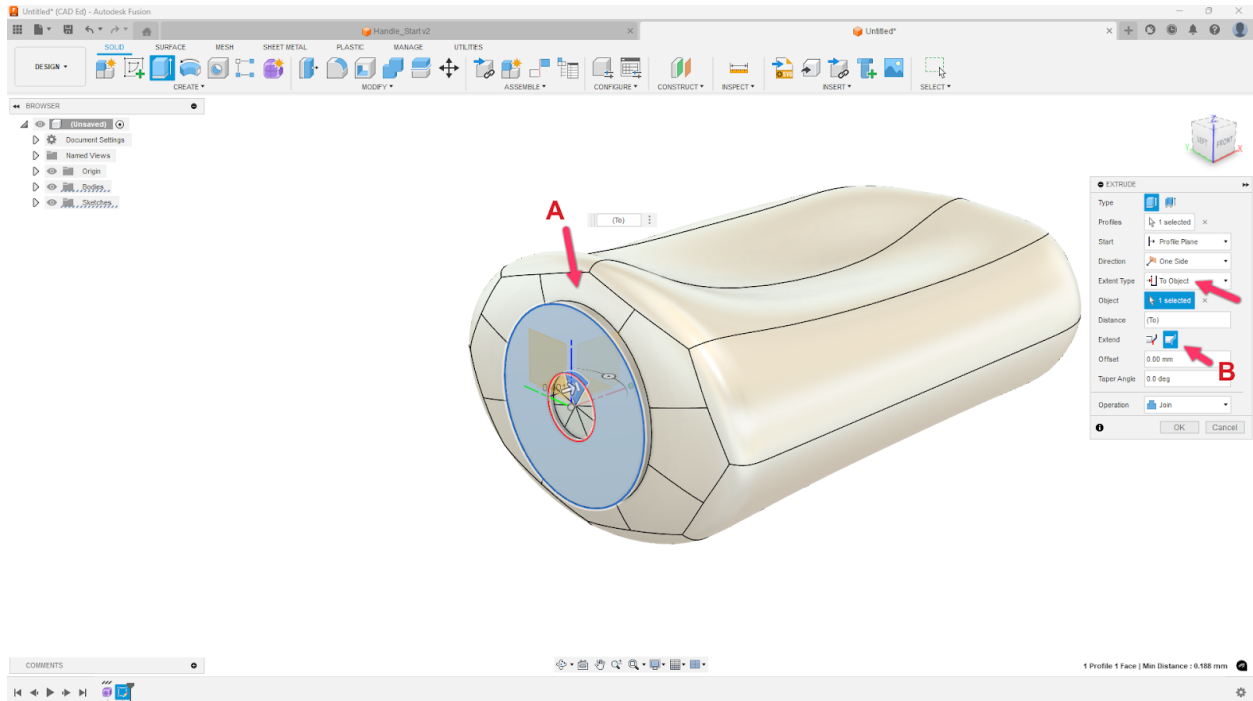 Untitled* (CAD Ed) - Autodesk Fusion
Handle_Start v2
Untitled*
SOLID SURFACE MESH SHEET METAL PLASTIC MANAGE UTILITIES
DESIGN
CREATE MODIFY ASSEMBLE CONFIGURE CONSTRUCT INSPECT INSERT SELECT
BROWSER
(Unsaved)
Document Settings
Named Views
Origin
Bodies
Sketches
A
(To)
Z
LEFT FRONT
Y X
EXTRUDE
Type
Profiles 1 selected
Start Profile Plane
Direction One Side
Extent Type To Object
Object 1 selected
Distance (To)
Extend
Offset 0.00 mm
B
Taper Angle 0.0 deg
Operation Join
OK Cancel
COMMENTS
1 Profile 1 Face | Min Distance : 0.188 mm